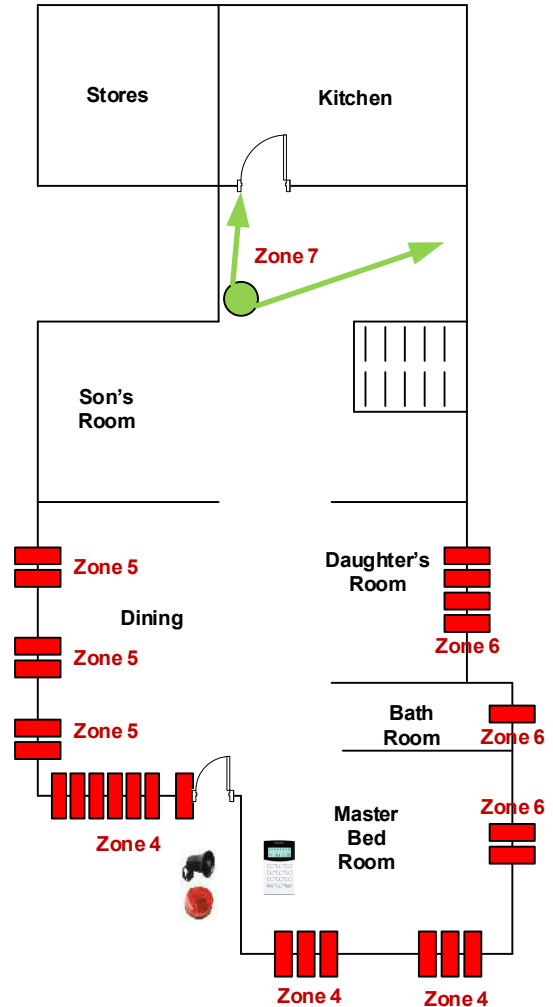 Stores
Kitchen
Zone 7
Son's
Room
Zone 5
Daughter's
Room
Dining
Zone 6
Zone 5
Bath
Room
Zone 5
Zone 6
Zone 6
Master
Bed
Room
Zone 4
Zone 4
Zone 4